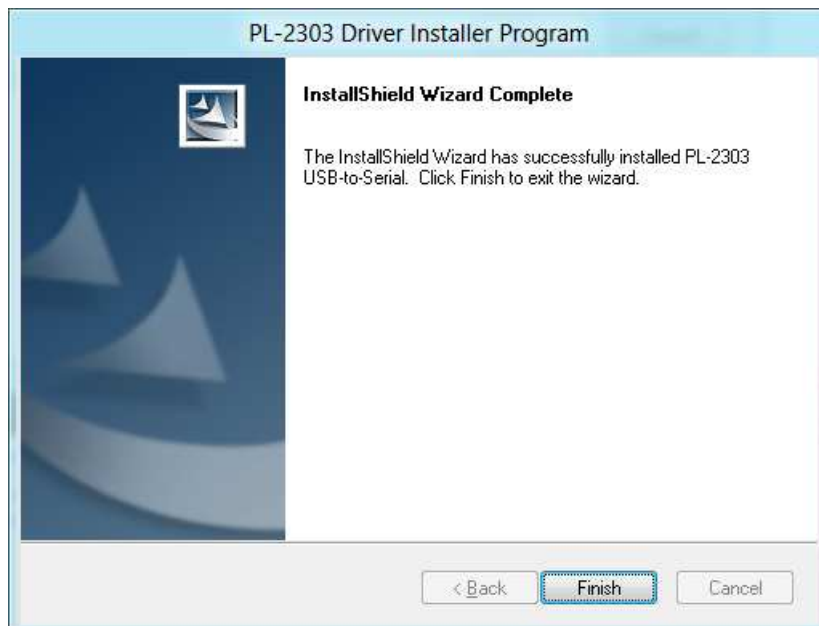 PL-2303 Driver Installer Program
InstallShield Wizard Complete
The InstallShield Wizard has successfully installed PL-2303
USB-to-Serial. Click Finish to exit the wizard.
< Back
Finish
Cancel